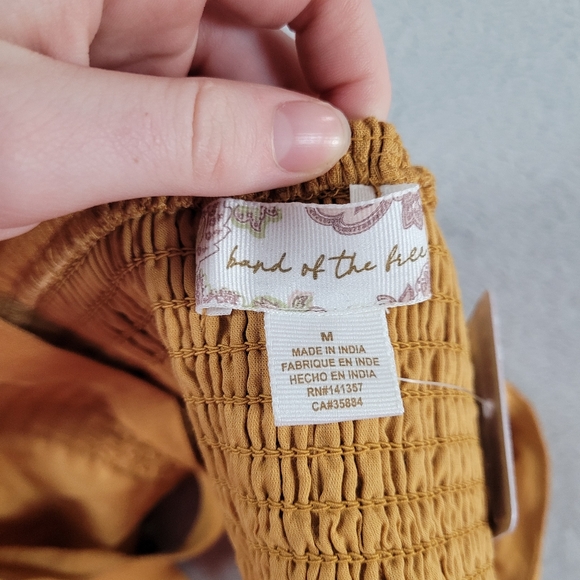 band of the free
M
MADE IN INDIA
FABRIQUE EN INDE
HECHO EN INDIA
RN#141357
CA#35884